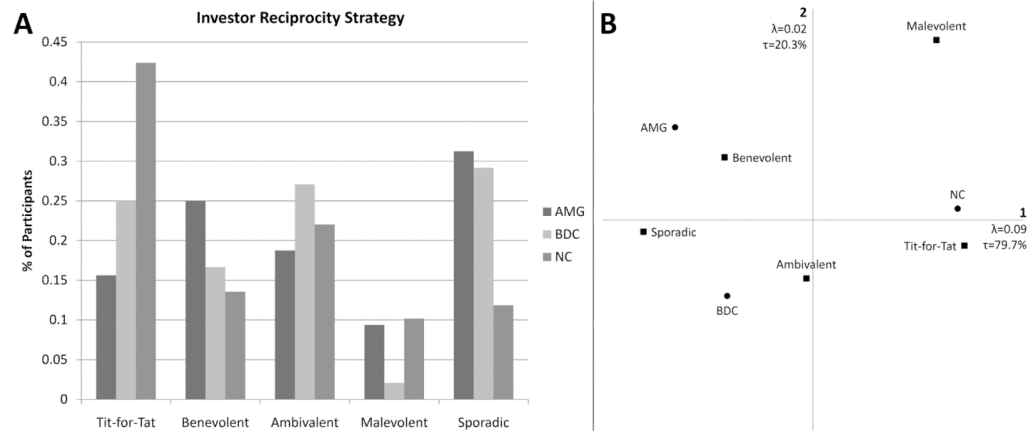 A
Investor Reciprocity Strategy
% of Participants
0.45
0.4
0.35
0.3
0.25
0.2
0.15
0.1
0.05
0
Tit-for-Tat
Benevolent
Ambivalent
Malevolent
Sporadic
AMG
BDC
NC
B
2
λ=0.02
τ=20.3%
Malevolent
AMG
Benevolent
NC
1
λ=0.09
τ=79.7%
Sporadic
Tit-for-Tat
Ambivalent
BDC